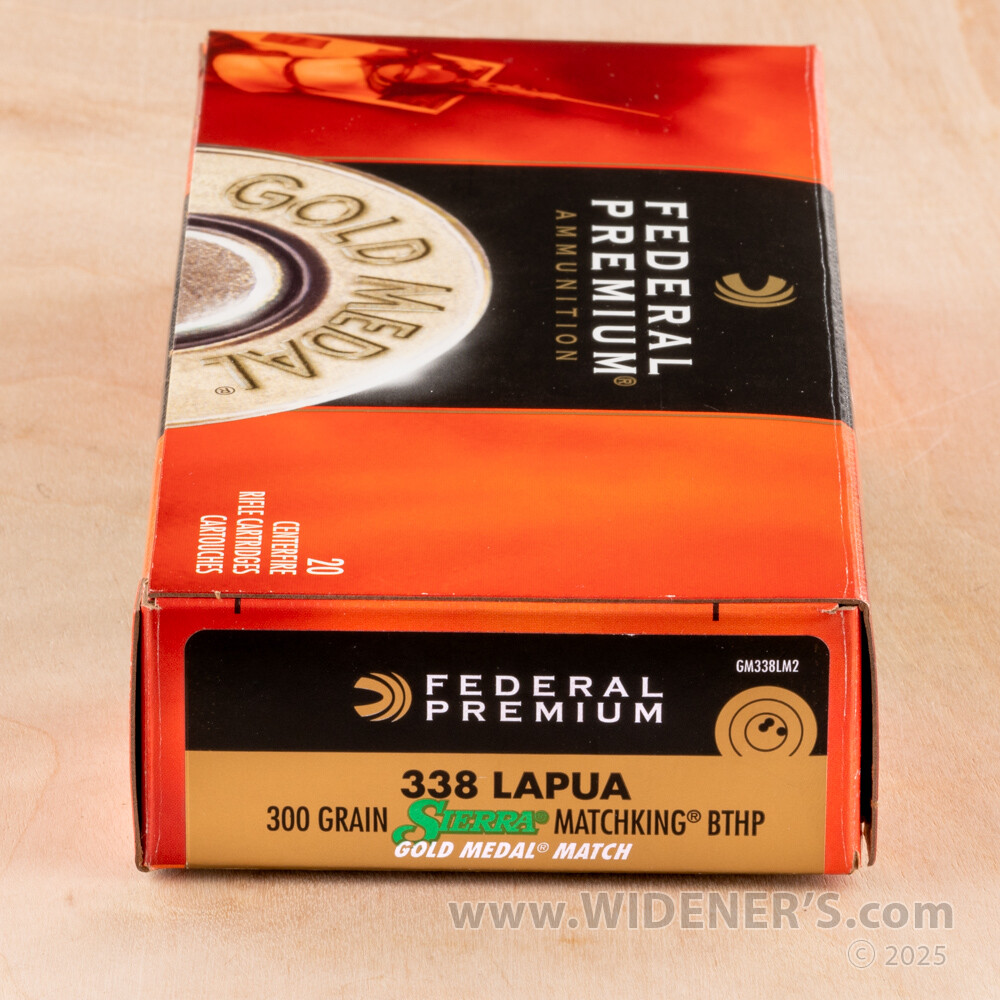 GOLD MEDAL®
FEDERAL
PREMIUM®
AMMUNITION
20
CENTERFIRE
RIFLE CARTRIDGES
CARTOUCHES
GM338LM2
FEDERAL
PREMIUM
338 LAPUA
300 GRAIN SIERRA® MATCHKING® BTHP
GOLD MEDAL® MATCH
www.WIDENER'S.com
© 2025